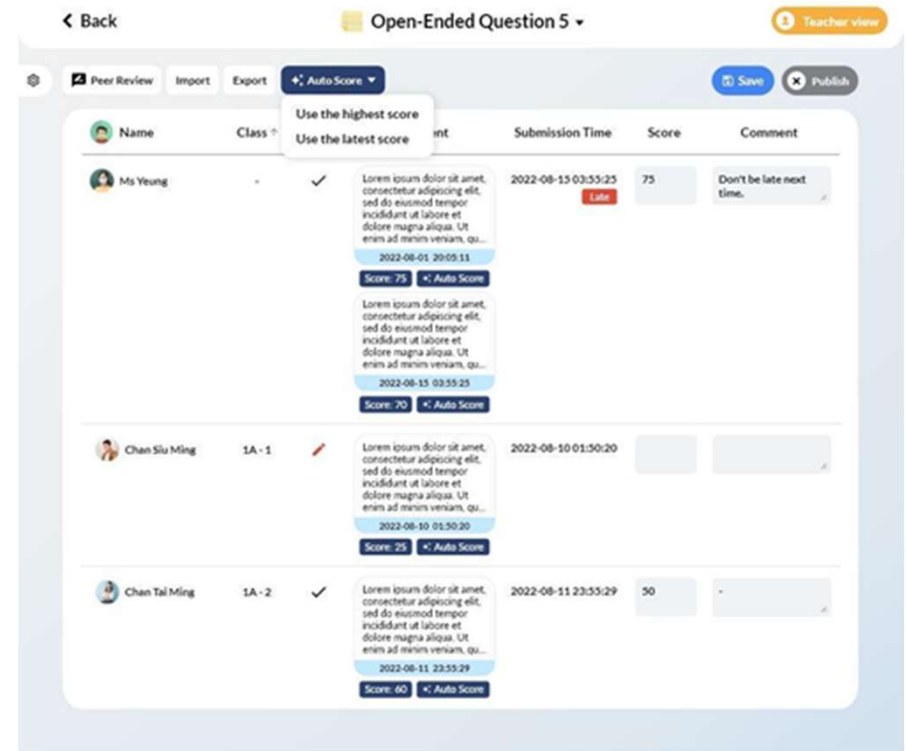 Back
Open-Ended Question 5
Teacher view
Peer Review Import Export Auto Score Save Publish
Use the highest score
Use the latest score
Name Class nt Submission Time Score Comment
Ms Yeung - 2022-08-15 03:55:25 75 Don't be late next
time.
Late
Lorem ipsum dolor sit amet,
consectetur adipiscing elit,
sed do eiusmod tempor
incididunt ut labore et
dolore magna aliqua. Ut
enim ad minim veniam, qu...
2022-08-01 20:05:11
Score: 75 Auto Score
Lorem ipsum dolor sit amet,
consectetur adipiscing elit,
sed do eiusmod tempor
incididunt ut labore et
dolore magna aliqua. Ut
enim ad minim veniam, qu...
2022-08-15 03:55:25
Score: 70 Auto Score
Chan Siu Ming 1A - 1 2022-08-10 01:50:20
Lorem ipsum dolor sit amet,
consectetur adipiscing elit,
sed do eiusmod tempor
incididunt ut labore et
dolore magna aliqua. Ut
enim ad minim veniam, qu...
2022-08-10 01:50:20
Score: 25 Auto Score
Chan Tai Ming 1A - 2 2022-08-11 23:55:29 50 -
Lorem ipsum dolor sit amet,
consectetur adipiscing elit,
sed do eiusmod tempor
incididunt ut labore et
dolore magna aliqua. Ut
enim ad minim veniam, qu...
2022-08-11 23:55:29
Score: 60 Auto Score